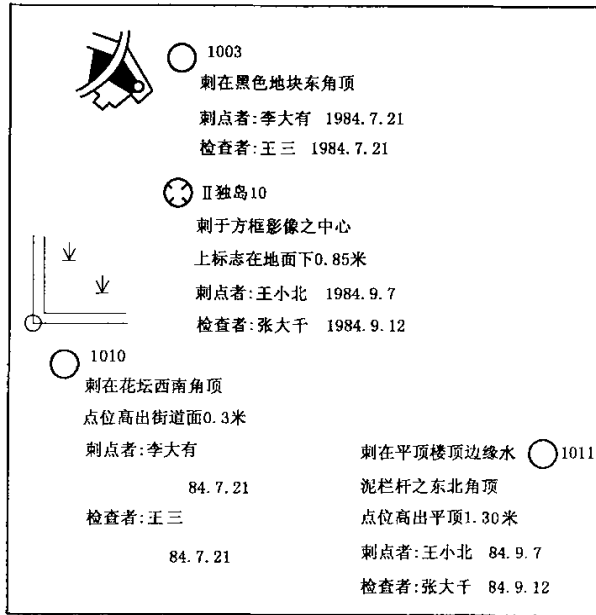 1003
刺在黑色地块东角顶
刺点者:李大有 1984.7.21
检查者:王三 1984.7.21
Ⅱ独岛10
刺于方框影像之中心
上标志在地面下0.85米
刺点者:王小北 1984.9.7
检查者:张大千 1984.9.12
1010
刺在花坛西南角顶
点位高出街道面0.3米
刺点者:李大有
84.7.21
检查者:王三
84.7.21
刺在平顶楼顶边缘水 1011
泥栏杆之东北角顶
点位高出平顶1.30米
刺点者:王小北 84.9.7
检查者:张大千 84.9.12